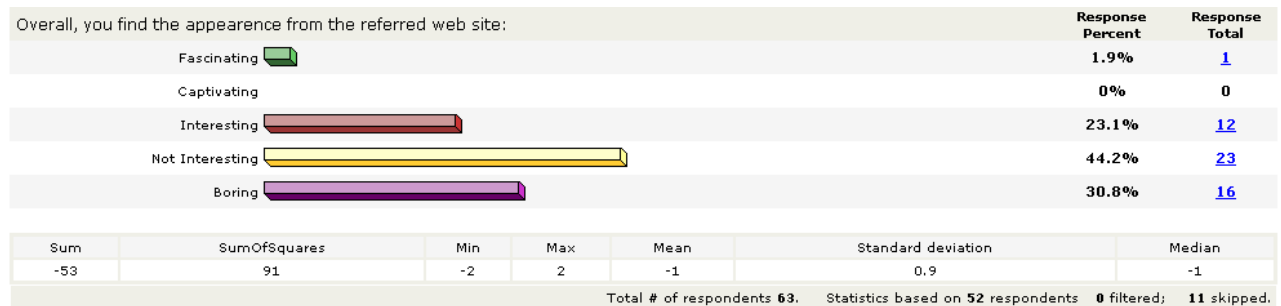 Overall, you find the appearence from the referred web site: Response Percent Response Total
Fascinating 1.9% 1
Captivating 0% 0
Interesting 23.1% 12
Not Interesting 44.2% 23
Boring 30.8% 16
Sum SumOfSquares Min Max Mean Standard deviation Median
-53 91 -2 2 -1 0.9 -1
Total # of respondents 63. Statistics based on 52 respondents 0 filtered; 11 skipped.